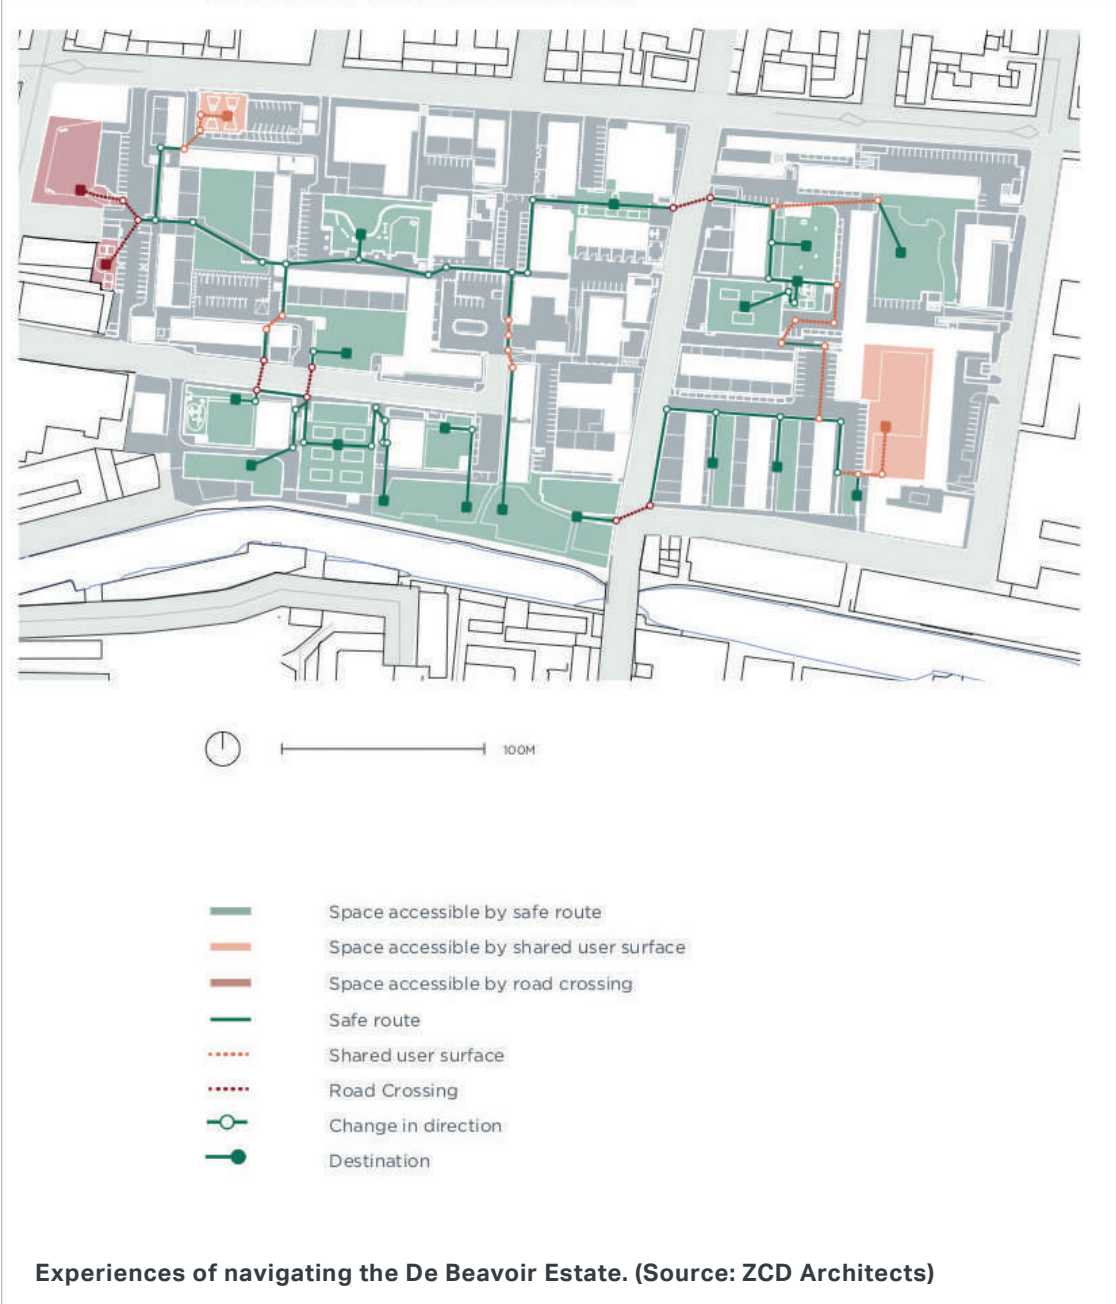 100M
Space accessible by safe route
Space accessible by shared user surface
Space accessible by road crossing
Safe route
Shared user surface
Road Crossing
Change in direction
Destination
Experiences of navigating the De Beavoir Estate. (Source: ZCD Architects)